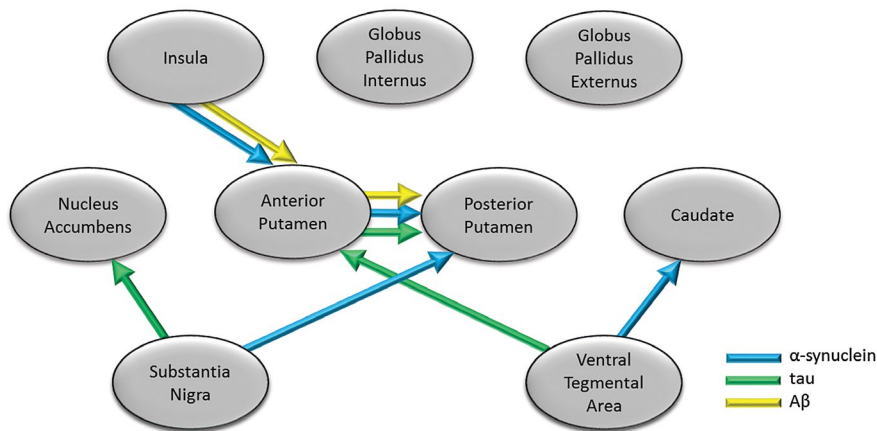 Insula
Globus
Pallidus
Internus
Globus
Pallidus
Externus
Nucleus
Accumbens
Anterior
Putamen
Posterior
Putamen
Caudate
Substantia
Nigra
Ventral
Tegmental
Area
α-synuclein
tau
Aβ